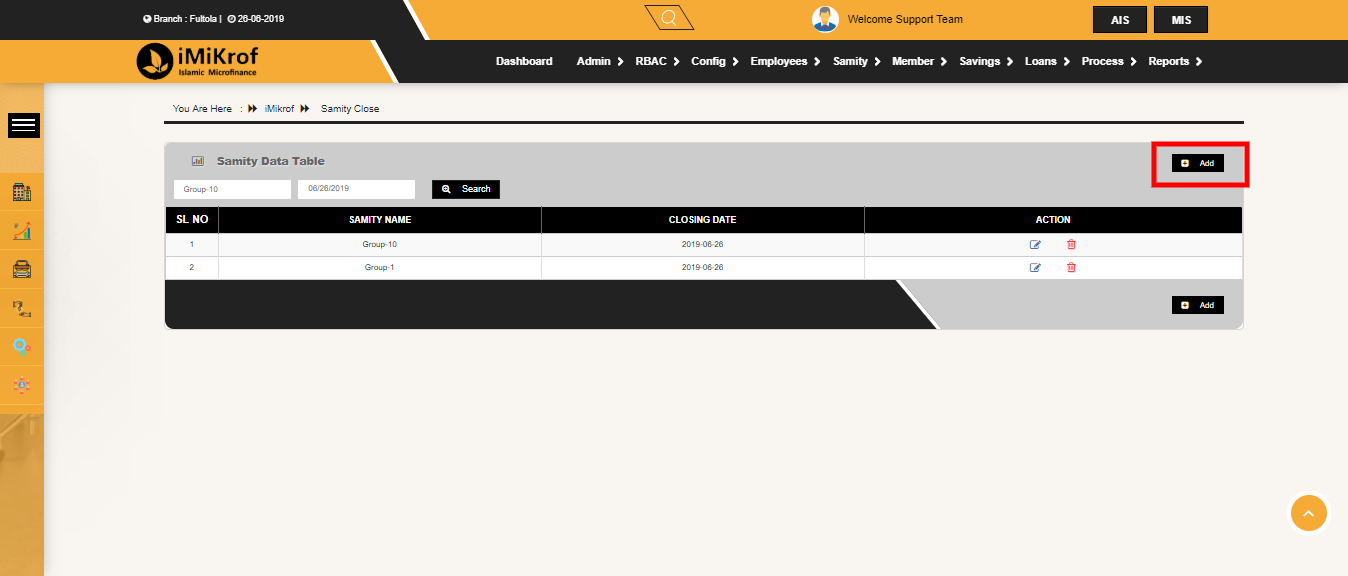 Branch : Fultola | 26-06-2019
Welcome Support Team
AIS MIS
iMiKrof
Islamic Microfinance
Dashboard Admin RBAC Config Employees Samity Member Savings Loans Process Reports
You Are Here : iMikrof Samity Close
Samity Data Table
Add
Group-10 06/26/2019 Search
SL NO SAMITY NAME CLOSING DATE ACTION
1 Group-10 2019-06-26
2 Group-1 2019-06-26
Add